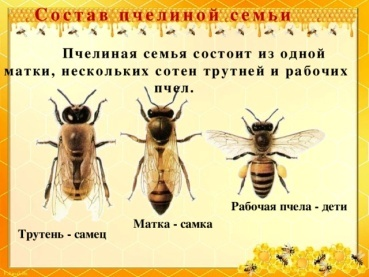 Состав пчелиной семьи
Пчелиная семья состоит из одной
матки, нескольких сотен трутней и рабочих
пчел.
Рабочая пчела - дети
Матка - самка
Трутень - самец